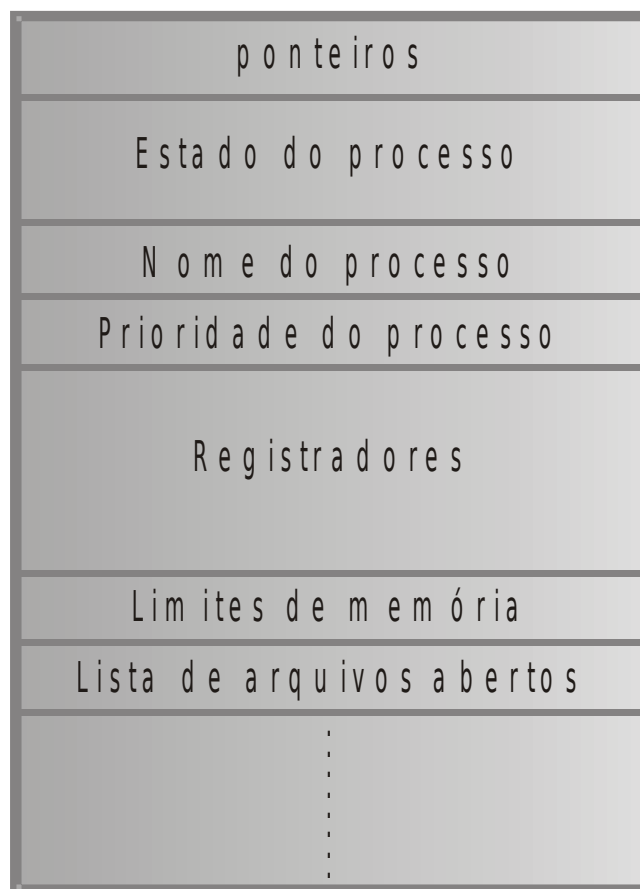 ponteiros
Estado do processo
Nome do processo
Prioridade do processo
Registradores
Limites de memória
Lista de arquivos abertos